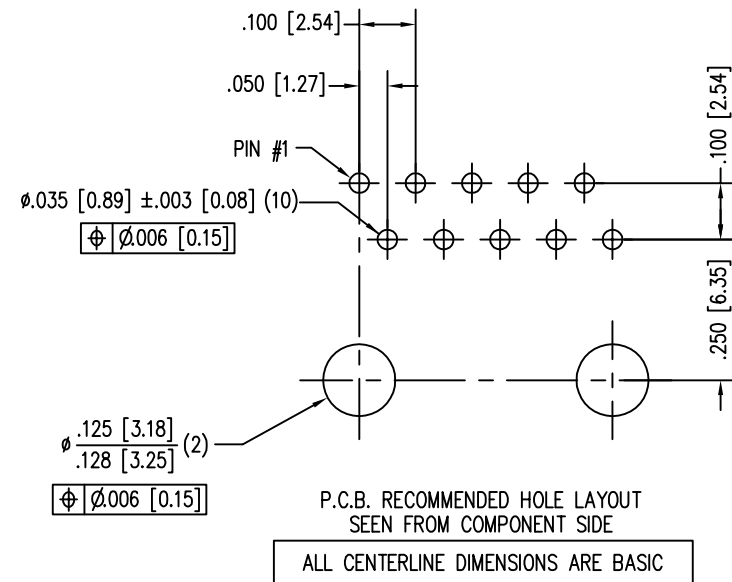 .100 [2.54]
.050 [1.27]
.100 [2.54]
PIN #1
ø.035 [0.89] ±.003 [0.08] (10)
⌖ Ø.006 [0.15]
.250 [6.35]
ø .125 [3.18]
.128 [3.25] (2)
⌖ Ø.006 [0.15]
P.C.B. RECOMMENDED HOLE LAYOUT
SEEN FROM COMPONENT SIDE
ALL CENTERLINE DIMENSIONS ARE BASIC